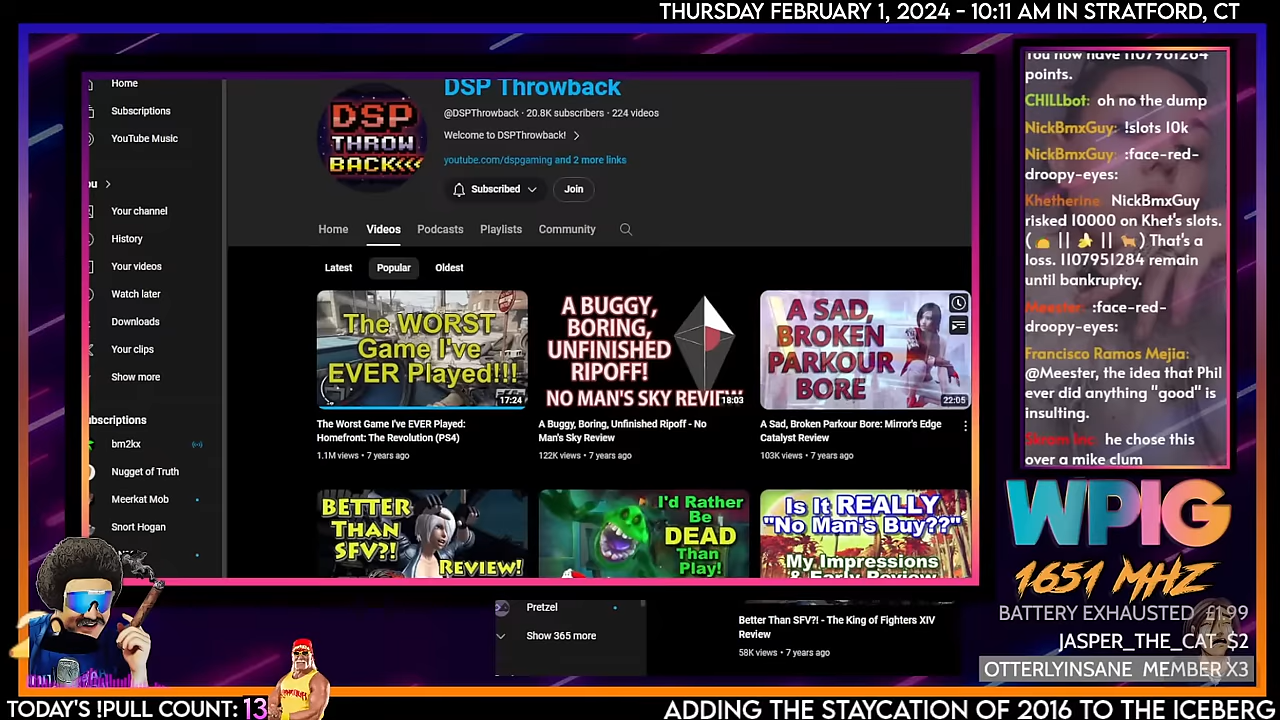 THURSDAY FEBRUARY 1, 2024 - 10:11 AM IN STRATFORD, CT
Home
Subscriptions
YouTube Music
ou
Your channel
History
Your videos
Watch later
Downloads
Your clips
Show more
ubscriptions
bm2kx
Nugget of Truth
Meerkat Mob
Snort Hogan
DSP
THROW
BACK<<<
DSP Throwback
@DSPThrowback · 20.8K subscribers · 224 videos
Welcome to DSPThrowback!
youtube.com/dspgaming and 2 more links
Subscribed
Join
Home Videos Podcasts Playlists Community
Latest Popular Oldest
The WORST
Game I've
EVER Played!!!
17:24
The Worst Game I've EVER Played:
Homefront: The Revolution (PS4)
1.1M views · 7 years ago
A BUGGY,
BORING,
UNFINISHED
RIPOFF!
NO MAN'S SKY REVIEW
18:03
A Buggy, Boring, Unfinished Ripoff - No
Man's Sky Review
122K views · 7 years ago
A SAD,
BROKEN
PARKOUR
BORE
22:05
A Sad, Broken Parkour Bore: Mirror's Edge
Catalyst Review
103K views · 7 years ago
BETTER
THAN
SFV?!
REVIEW!
I'd Rather
Be
DEAD
Than
Play!
Is It REALLY
"No Man's Buy??"
My Impressions
& Early Review
Pretzel
Show 365 more
Better Than SFV?! - The King of Fighters XIV
Review
58K views · 7 years ago
You now have 1107961284
points.
CHILLbot: oh no the dump
NickBmxGuy: !slots 10k
NickBmxGuy: :face-red-
droopy-eyes:
Khetherine NickBmxGuy
risked 10000 on Khet's slots.
( || || ) That's a
loss. 1107951284 remain
until bankruptcy.
Meester: :face-red-
droopy-eyes:
Francisco Ramos Mejia:
@Meester, the idea that Phil
ever did anything "good" is
insulting.
he chose this
over a mike clum
WPIG
1651 MHZ
BATTERY EXHAUSTED £1.99
JASPER_THE_CAT $2
OTTERLYINSANE MEMBER X3
TODAY'S !PULL COUNT: 13
ADDING THE STAYCATION OF 2016 TO THE ICEBERG